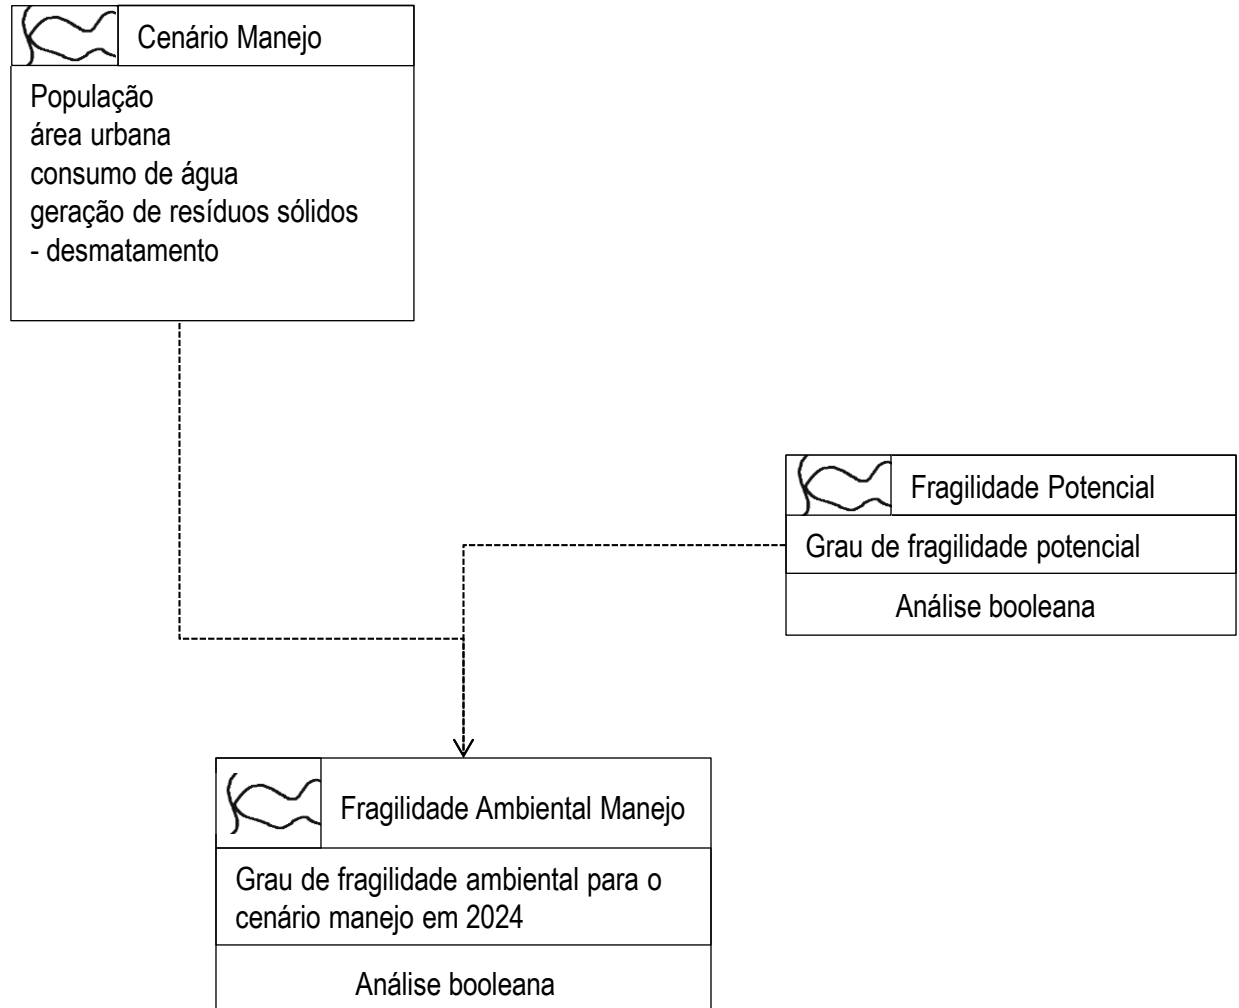 Cenário Manejo
População
área urbana
consumo de água
geração de resíduos sólidos
- desmatamento
Fragilidade Potencial
Grau de fragilidade potencial
Análise booleana
Fragilidade Ambiental Manejo
Grau de fragilidade ambiental para o
cenário manejo em 2024
Análise booleana